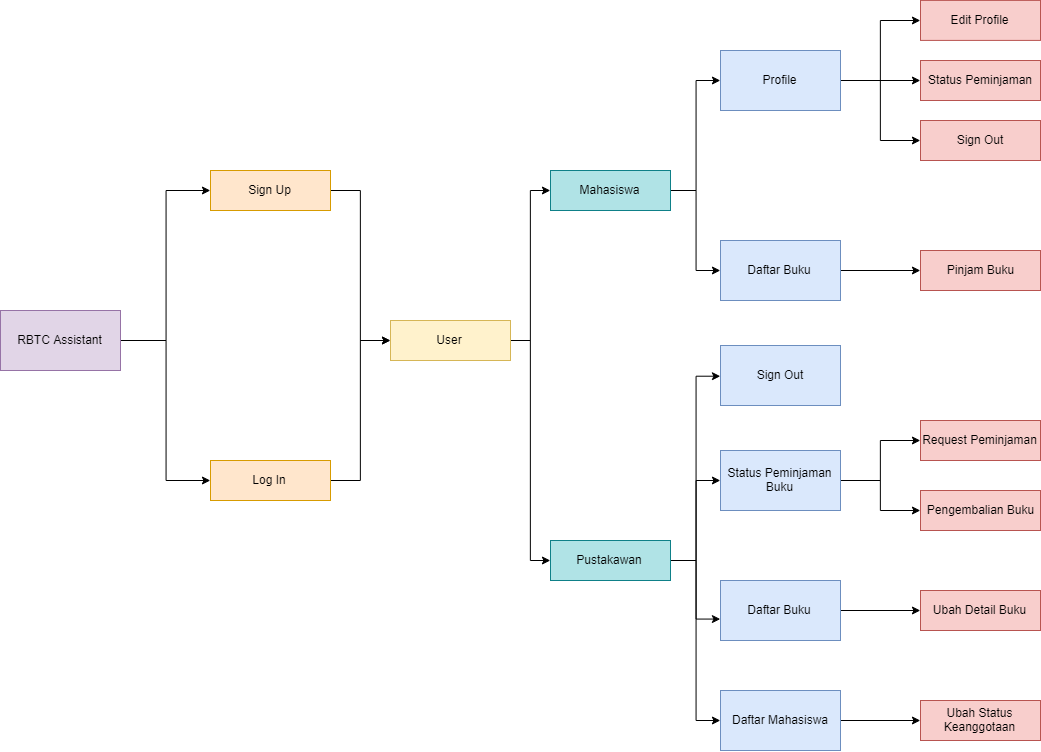 Edit Profile
Profile
Status Peminjaman
Sign Out
Sign Up
Mahasiswa
Daftar Buku
Pinjam Buku
RBTC Assistant
User
Sign Out
Request Peminjaman
Status Peminjaman
Buku
Log In
Pengembalian Buku
Pustakawan
Daftar Buku
Ubah Detail Buku
Daftar Mahasiswa
Ubah Status
Keanggotaan